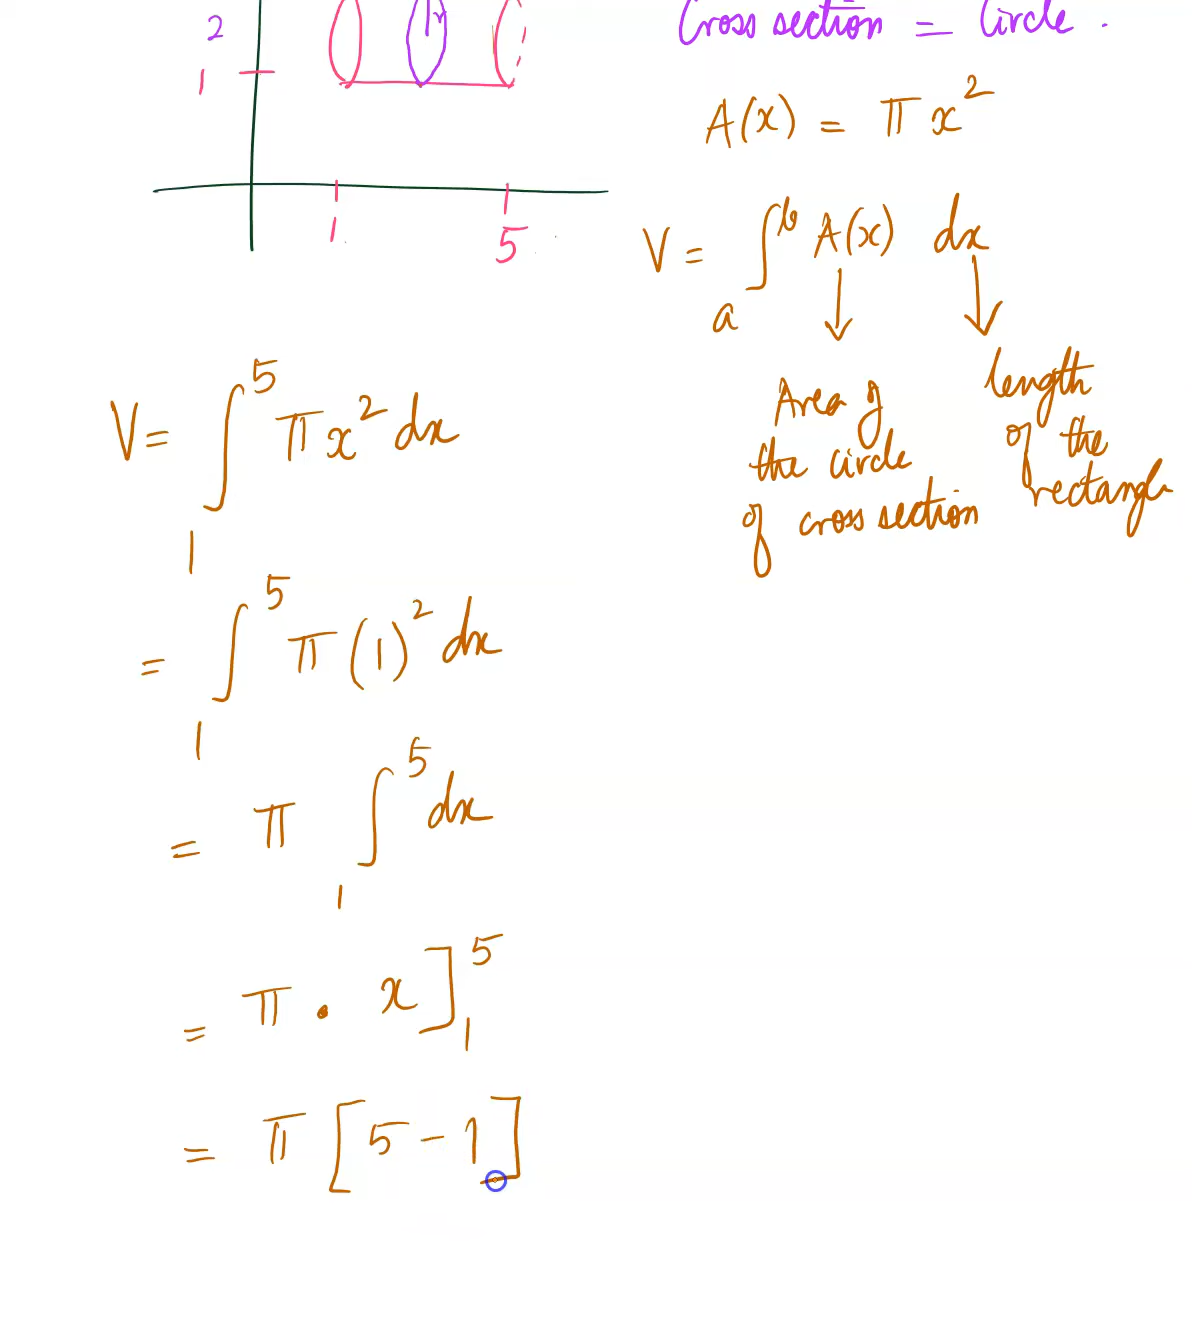 2
r
1
1
5
Cross section = Circle .
A(x) = π x²
V = ∫ₐᵇ A(x) dx
Area of
the circle
of cross section
length
of the
rectangle
V = ∫₁⁵ π x² dx
= ∫₁⁵ π (1)² dx
= π ∫₁⁵ dx
= π · x ]₁⁵
= π [ 5 - 1 ]